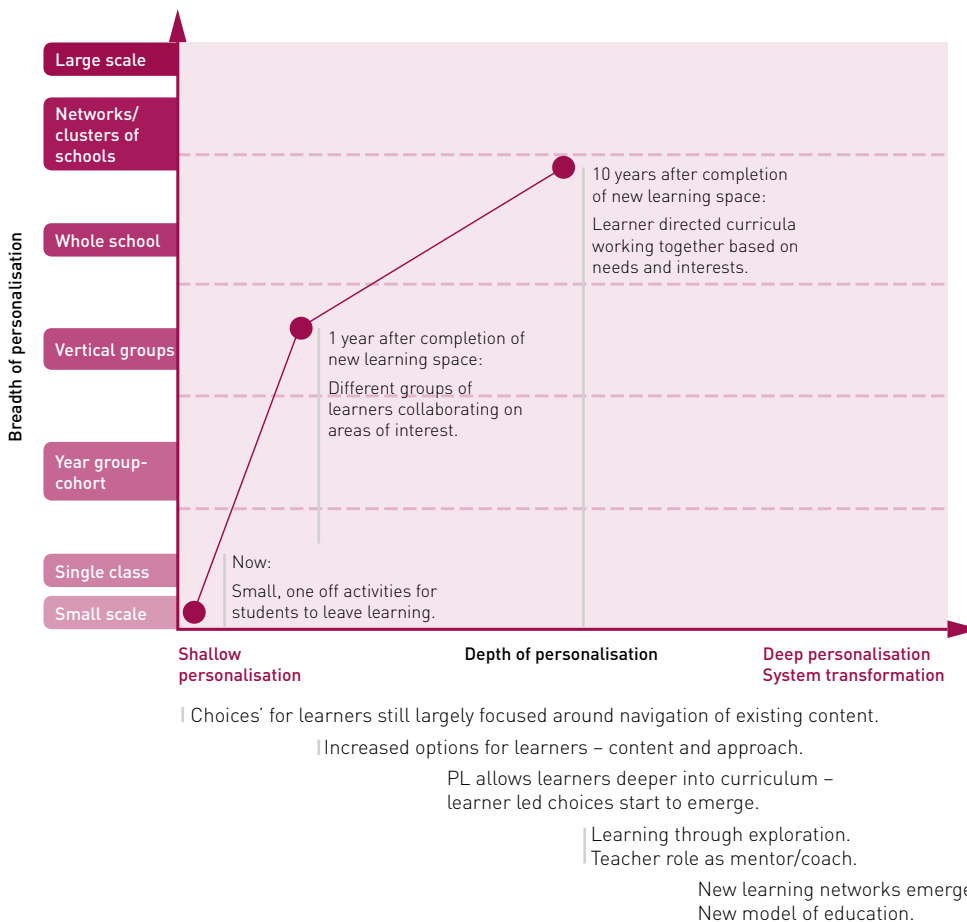 Large scale
Networks/
clusters of
schools
Whole school
Vertical groups
Year group-
cohort
Single class
Small scale
Breadth of personalisation
10 years after completion
of new learning space:
Learner directed curricula
working together based on
needs and interests.
1 year after completion of
new learning space:
Different groups of
learners collaborating on
areas of interest.
Now:
Small, one off activities for
students to leave learning.
Shallow
personalisation
Depth of personalisation
Deep personalisation
System transformation
Choices’ for learners still largely focused around navigation of existing content.
Increased options for learners – content and approach.
PL allows learners deeper into curriculum –
learner led choices start to emerge.
Learning through exploration.
Teacher role as mentor/coach.
New learning networks emerge
New model of education.